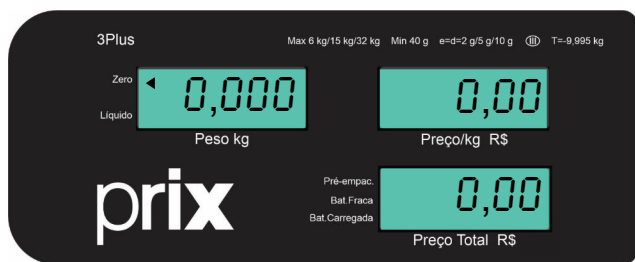 3Plus
Max 6 kg/15 kg/32 kg Min 40 g e=d=2 g/5 g/10 g III T=-9,995 kg
Zero
Líquido
0,000
Peso kg
0,00
Preço/kg R$
prix
Pré-empac.
Bat.Fraca
Bat.Carregada
0,00
Preço Total R$